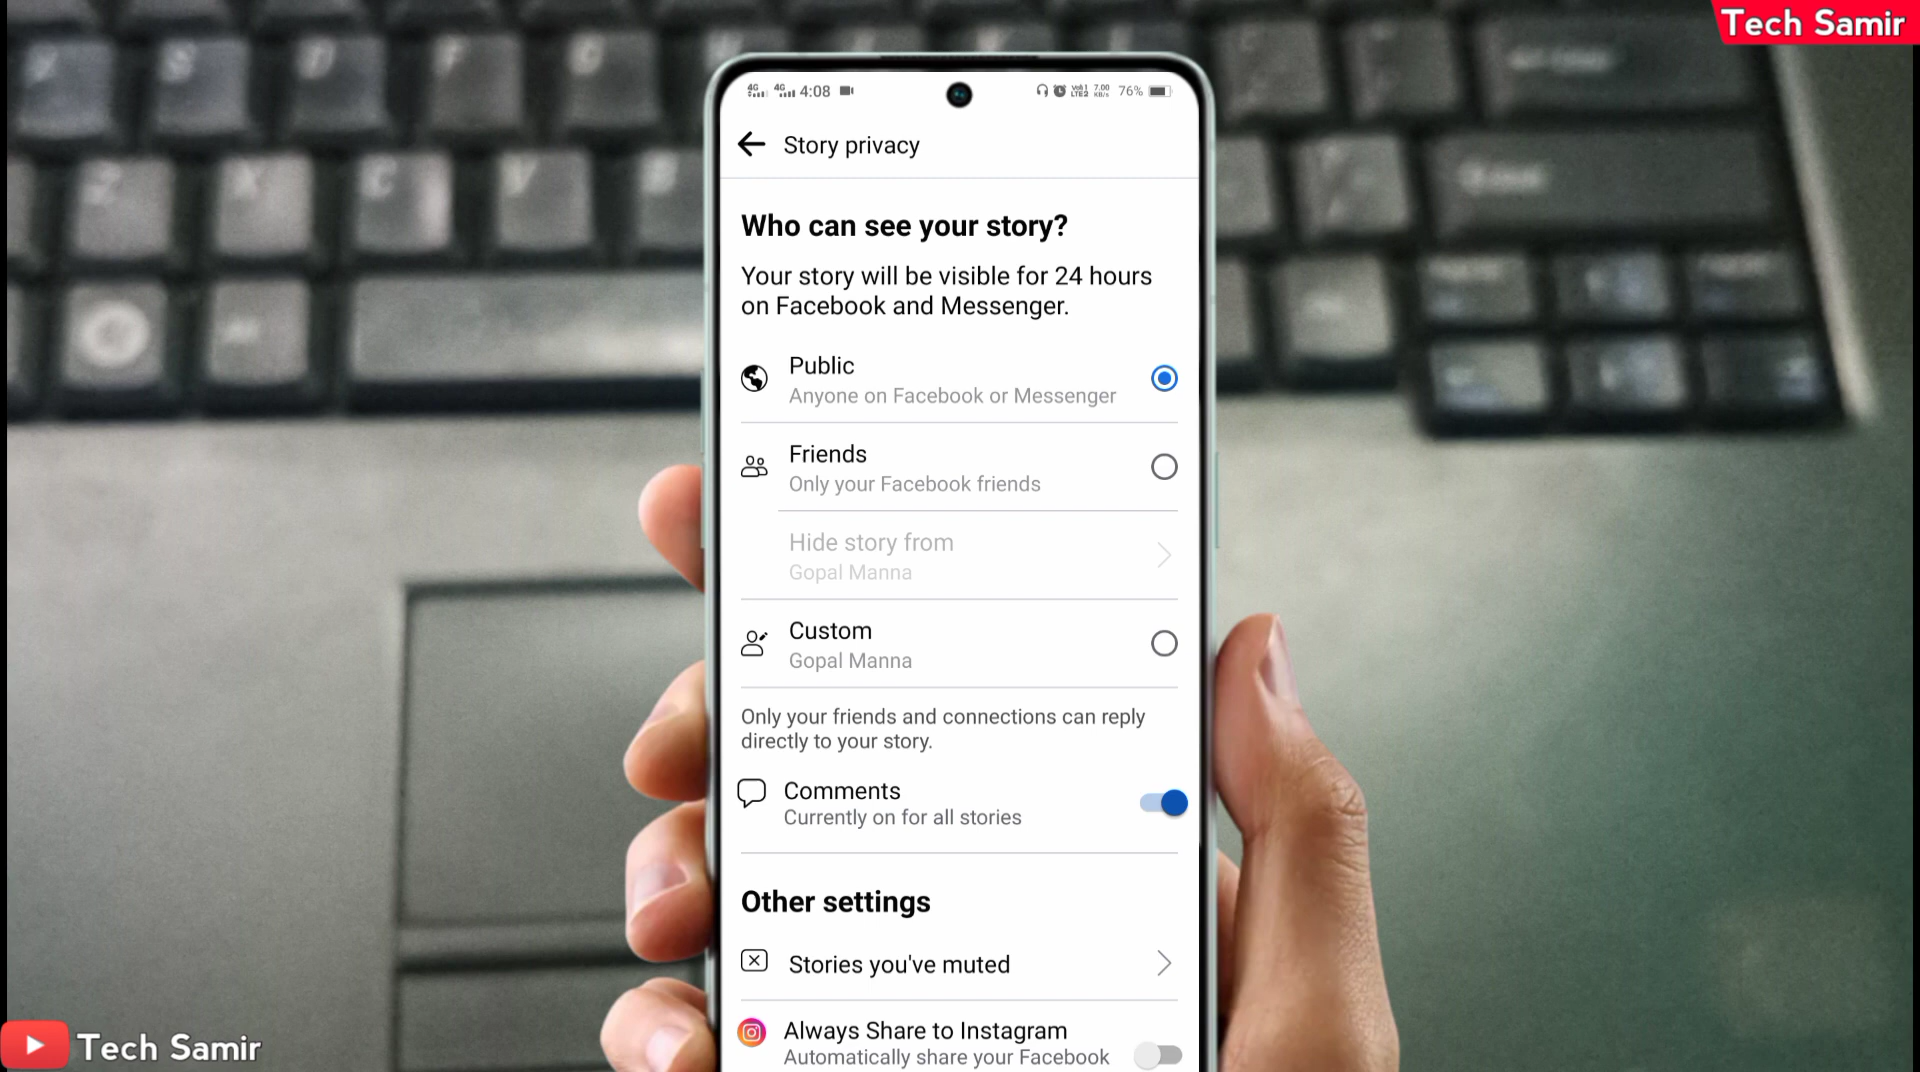 Tech Samir
4G 4G 4:08 76%
Story privacy
Who can see your story?
Your story will be visible for 24 hours
on Facebook and Messenger.
Public
Anyone on Facebook or Messenger
Friends
Only your Facebook friends
Hide story from
Gopal Manna
Custom
Gopal Manna
Only your friends and connections can reply
directly to your story.
Comments
Currently on for all stories
Other settings
Stories you've muted
Always Share to Instagram
Automatically share your Facebook
Tech Samir